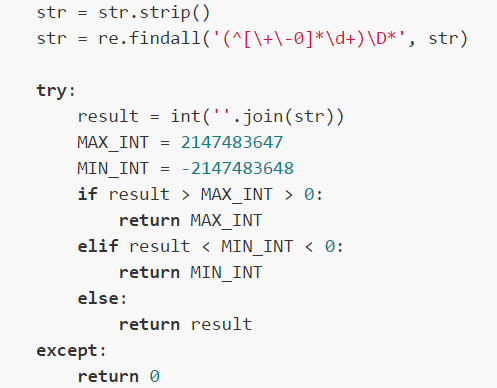 str = str.strip()
str = re.findall('(^[\+\-0]*\d+)\D*', str)
try:
result = int(''.join(str))
MAX_INT = 2147483647
MIN_INT = -2147483648
if result > MAX_INT > 0:
return MAX_INT
elif result < MIN_INT < 0:
return MIN_INT
else:
return result
except:
return 0